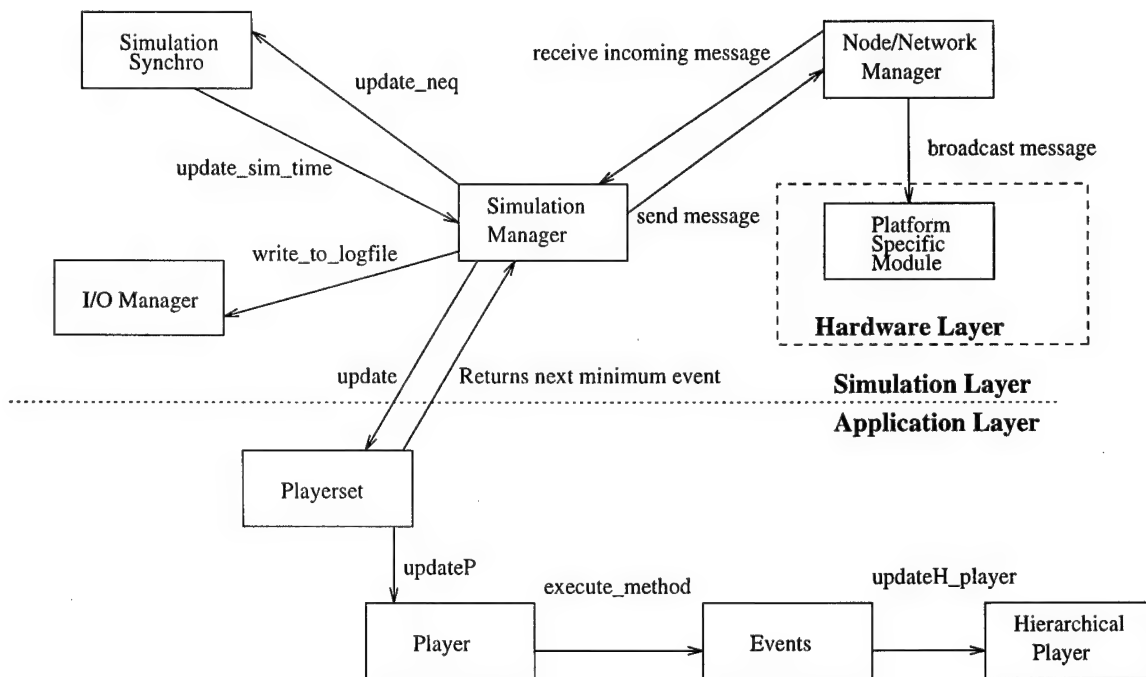 Simulation
Synchro
update_neq
receive incoming message
Node/Network
Manager
update_sim_time
broadcast message
Simulation
Manager
send message
Platform
Specific
Module
write_to_logfile
I/O Manager
Hardware Layer
update
Returns next minimum event
Simulation Layer
Application Layer
Playerset
updateP
execute_method
updateH_player
Player
Events
Hierarchical
Player